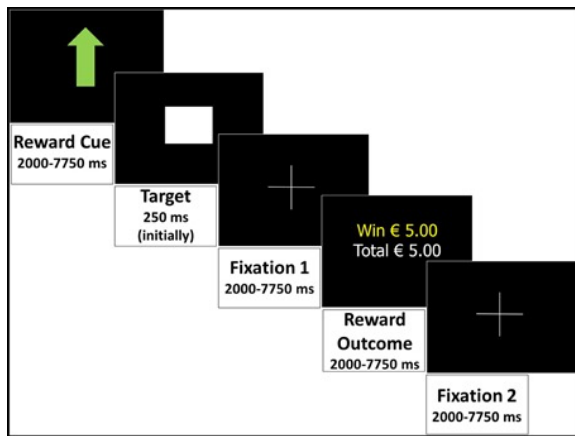 Reward Cue
2000-7750 ms
Target
250 ms
(initially)
Fixation 1
2000-7750 ms
Win € 5.00
Total € 5.00
Reward
Outcome
2000-7750 ms
Fixation 2
2000-7750 ms